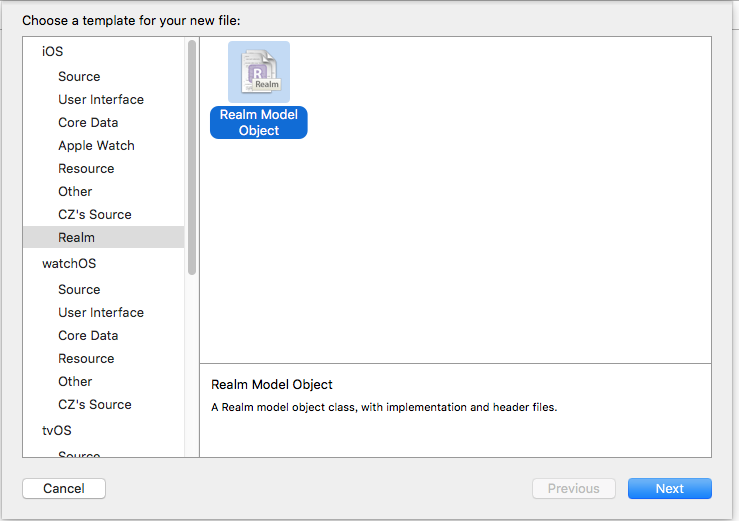 Choose a template for your new file:
iOS
Source
User Interface
Core Data
Apple Watch
Resource
Other
CZ's Source
Realm
watchOS
Source
User Interface
Core Data
Resource
Other
CZ's Source
tvOS
Source
R
Realm
Realm Model
Object
Realm Model Object
A Realm model object class, with implementation and header files.
Cancel
Previous
Next